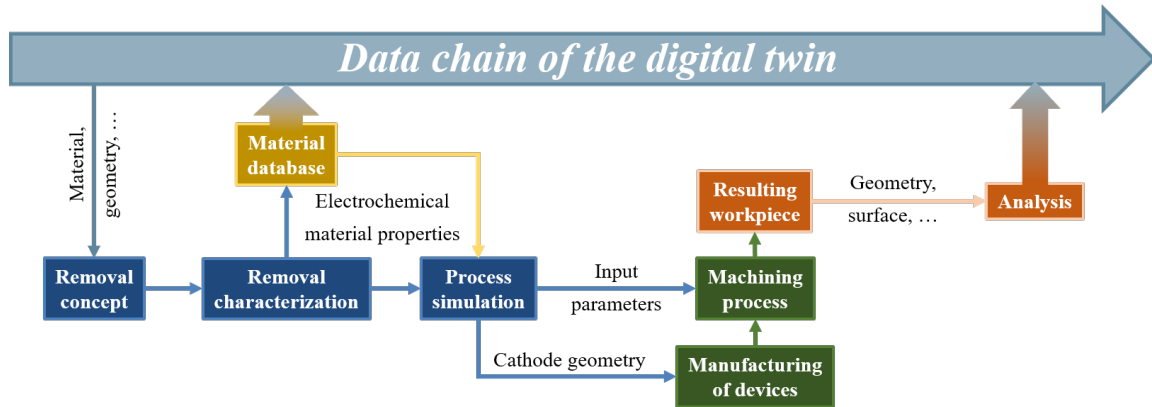 Data chain of the digital twin
Material,
geometry, …
Material
database
Electrochemical
material properties
Resulting
workpiece
Geometry,
surface, …
Analysis
Removal
concept
Removal
characterization
Process
simulation
Input
parameters
Machining
process
Cathode geometry
Manufacturing
of devices